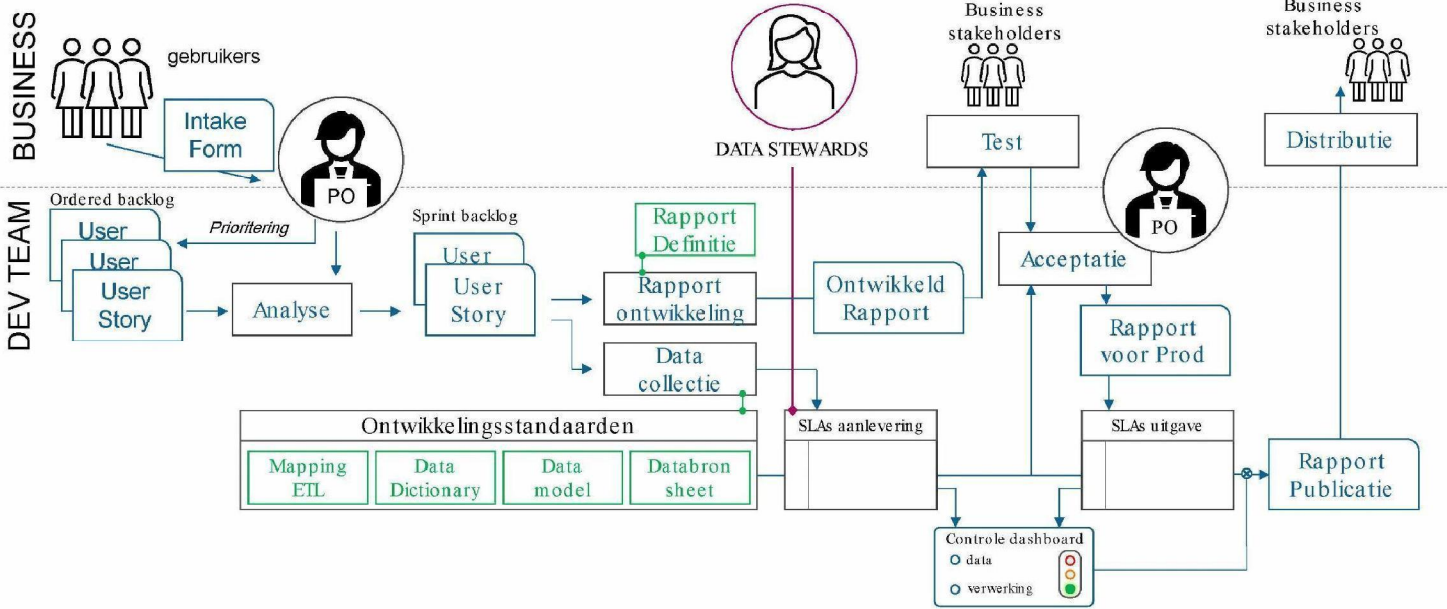 BUSINESS
gebruikers
Intake
Form
PO
DATA STEWARDS
Business
stakeholders
Test
PO
Business
stakeholders
Distributie
DEV TEAM
Ordered backlog
User
User
User
Story
Prioritering
Analyse
Sprint backlog
User
User
Story
Rapport
Definitie
Rapport
ontwikkeling
Data
collectie
Ontwikkeld
Rapport
Acceptatie
Rapport
voor Prod
Ontwikkelingsstandaarden
Mapping
ETL
Data
Dictionary
Data
model
Databron
sheet
SLAs aanlevering
SLAs uitgave
Rapport
Publicatie
Controle dashboard
data
verwerking